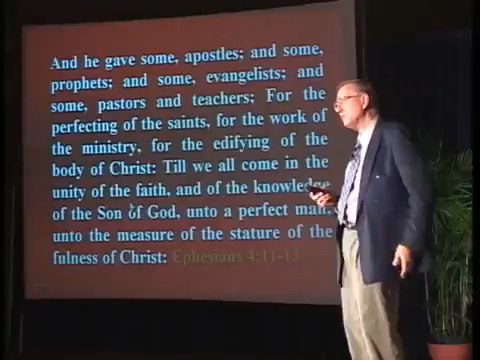 And he gave some, apostles; and some,
prophets; and some, evangelists; and
some, pastors and teachers; For the
perfecting of the saints, for the work of
the ministry, for the edifying of the
body of Christ: Till we all come in the
unity of the faith, and of the knowledge
of the Son of God, unto a perfect man,
unto the measure of the stature of the
fulness of Christ: Ephesians 4:11-13